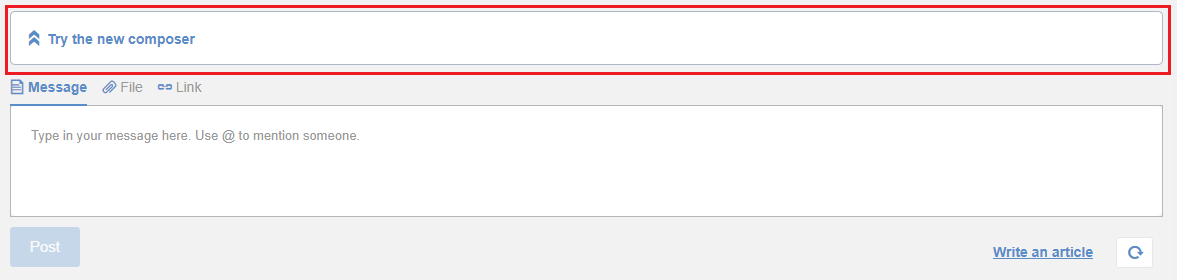 Try the new composer
Message File Link
Type in your message here. Use @ to mention someone.
Post
Write an article